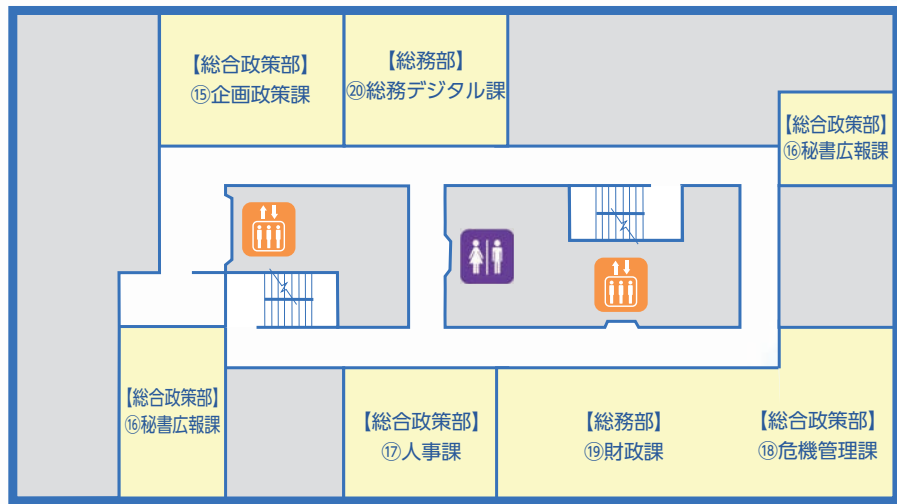 【総合政策部】
⑮企画政策課
【総務部】
⑳総務デジタル課
【総合政策部】
⑯秘書広報課
【総合政策部】
⑯秘書広報課
【総合政策部】
⑰人事課
【総務部】
⑲財政課
【総合政策部】
⑱危機管理課